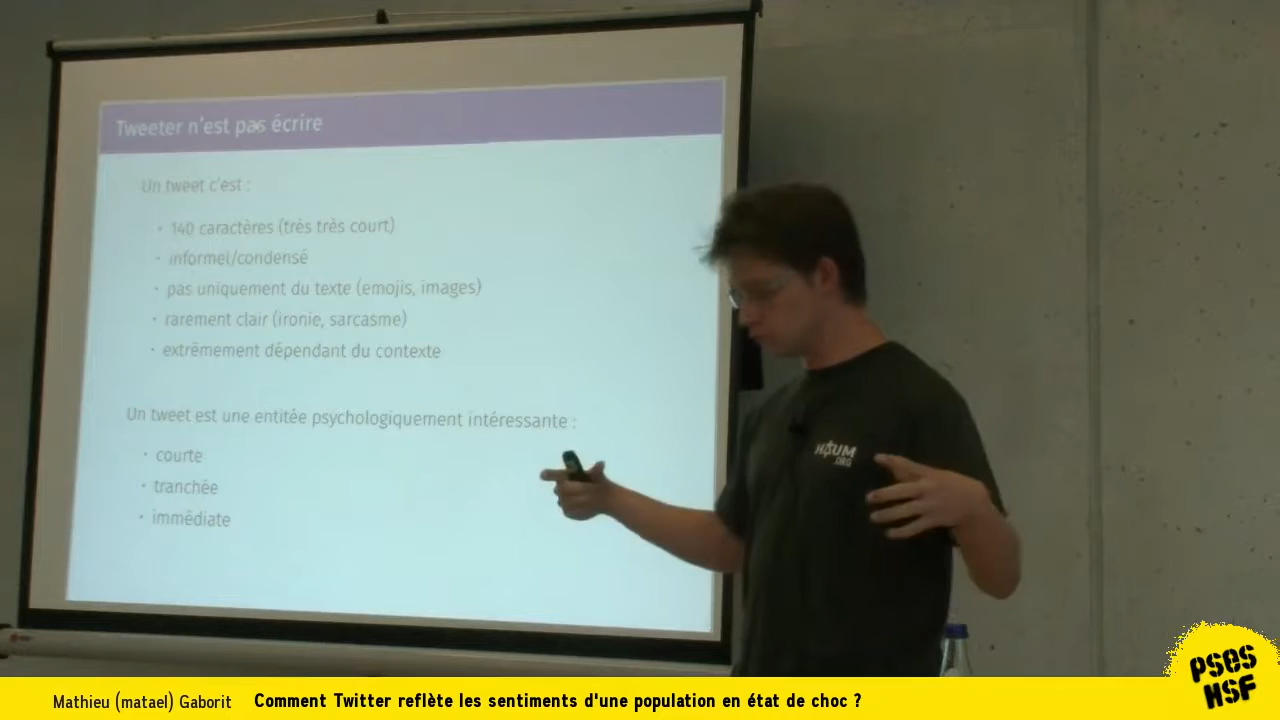 Tweeter n'est pas écrire
Un tweet c'est :
· 140 caractères (très très court)
· informel/condensé
· pas uniquement du texte (emojis, images)
· rarement clair (ironie, sarcasme)
· extrêmement dépendant du contexte
Un tweet est une entitée psychologiquement intéressante :
· courte
· tranchée
· immédiate
HAUM
.ORG
Mathieu (matael) Gaborit Comment Twitter reflète les sentiments d'une population en état de choc ?
PSES
HSF